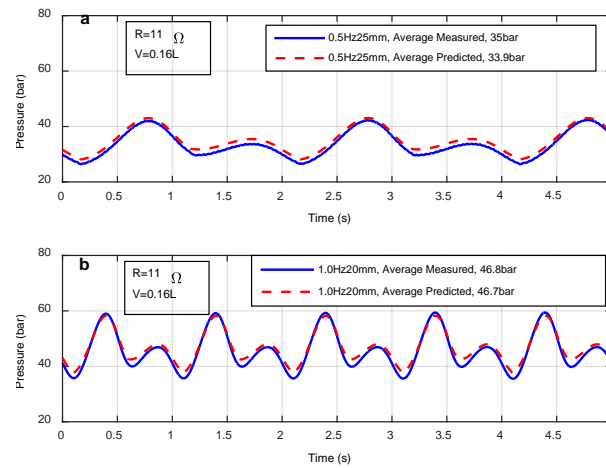 a
R=11 Ω
V=0.16L
0.5Hz25mm, Average Measured, 35bar
0.5Hz25mm, Average Predicted, 33.9bar
Pressure (bar)
80
60
40
20
0 0.5 1 1.5 2 2.5 3 3.5 4 4.5
Time (s)
b
R=11 Ω
V=0.16L
1.0Hz20mm, Average Measured, 46.8bar
1.0Hz20mm, Average Predicted, 46.7bar
Pressure (bar)
80
60
40
20
0 0.5 1 1.5 2 2.5 3 3.5 4 4.5
Time (s)